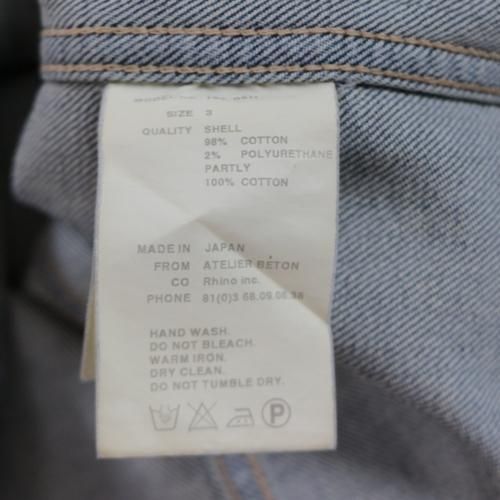 SIZE 3
QUALITY SHELL
98% COTTON
2% POLYURETHANE
PARTLY
100% COTTON
MADE IN JAPAN
FROM ATELIER BÉTON
CO Rhino inc.
PHONE 81(0)3 68.09.06.38
HAND WASH.
DO NOT BLEACH.
WARM IRON.
DRY CLEAN.
DO NOT TUMBLE DRY.
P